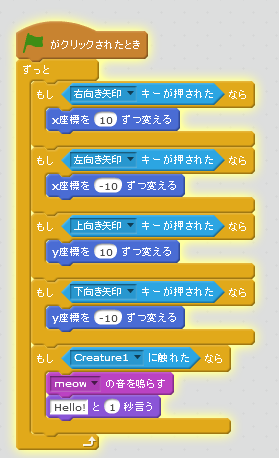 がクリックされたとき
ずっと
もし 右向き矢印 キーが押された なら
x座標を 10 ずつ変える
もし 左向き矢印 キーが押された なら
x座標を -10 ずつ変える
もし 上向き矢印 キーが押された なら
y座標を 10 ずつ変える
もし 下向き矢印 キーが押された なら
y座標を -10 ずつ変える
もし Creature1 に触れた なら
meow の音を鳴らす
Hello! と 1 秒言う